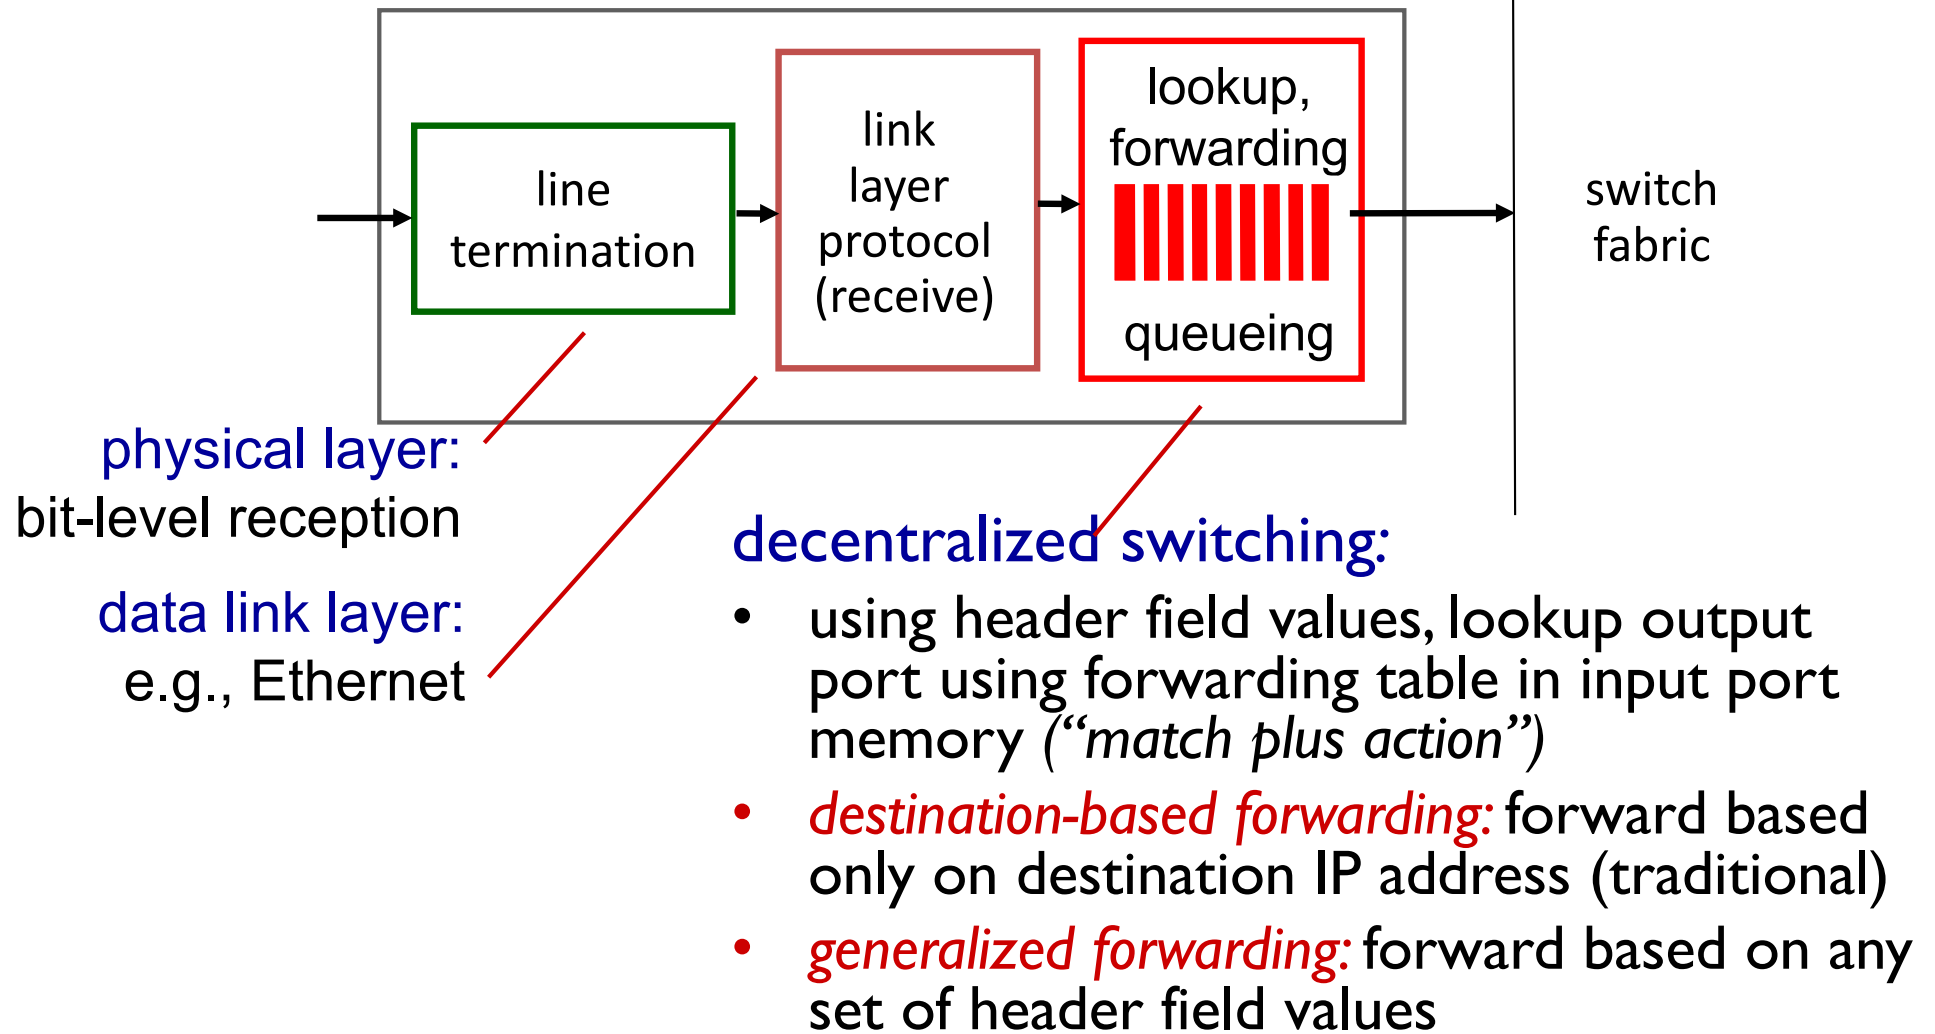 line
termination
link
layer
protocol
(receive)
lookup,
forwarding
queueing
switch
fabric
physical layer:
bit-level reception
data link layer:
e.g., Ethernet
decentralized switching:
• using header field values, lookup output
port using forwarding table in input port
memory (“match plus action”)
• destination-based forwarding: forward based
only on destination IP address (traditional)
• generalized forwarding: forward based on any
set of header field values